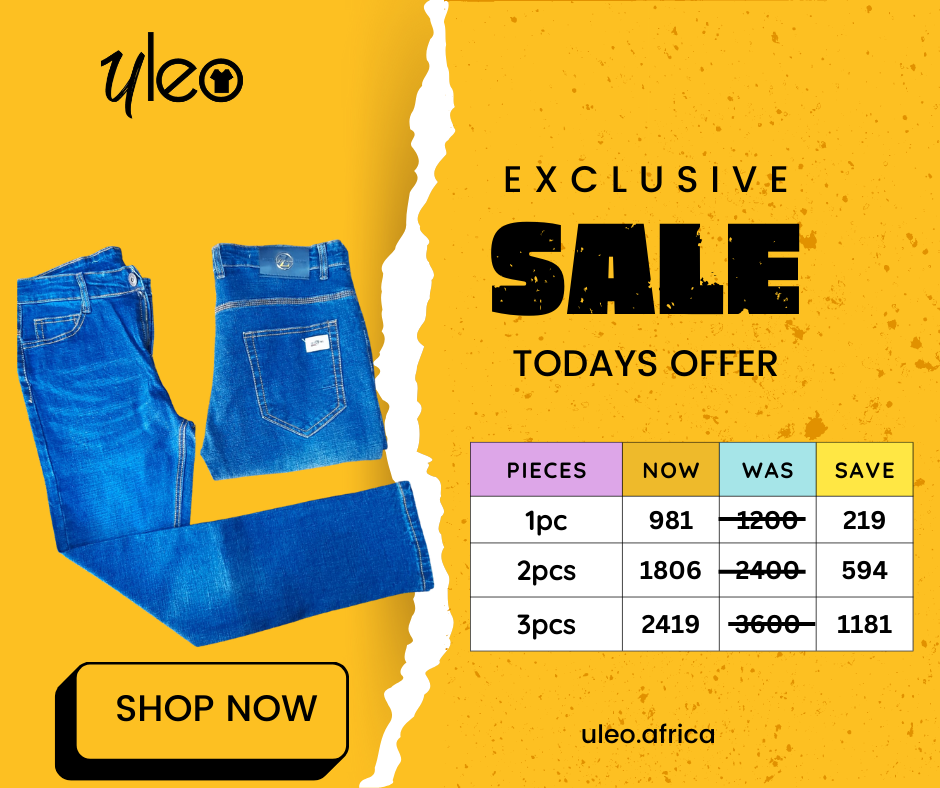 yleo
EXCLUSIVE
SALE
TODAYS OFFER
PIECES NOW WAS SAVE
1pc 981 1200 219
2pcs 1806 2400 594
3pcs 2419 3600 1181
SHOP NOW
uleo.africa